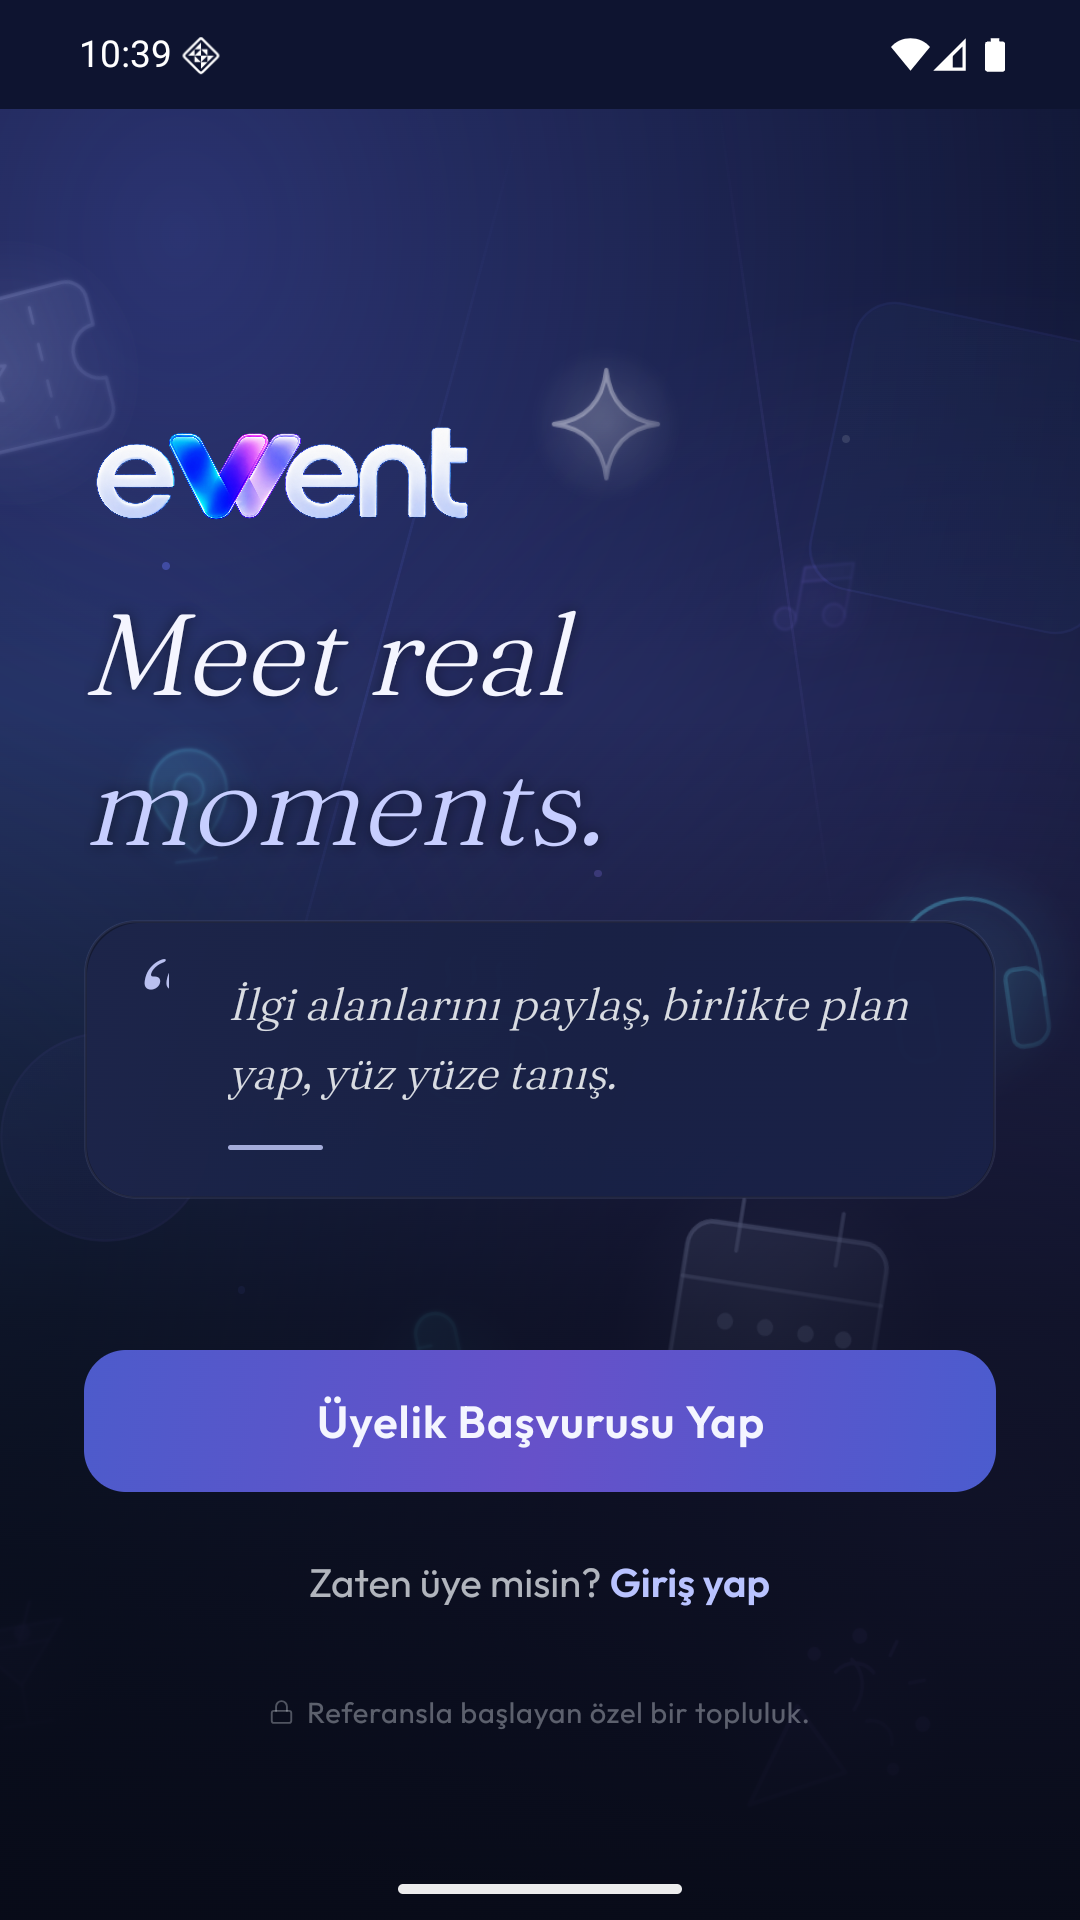 10:39
evvent
Meet real
moments.
“
İlgi alanlarını paylaş, birlikte plan
yap, yüz yüze tanış.
Üyelik Başvurusu Yap
Zaten üye misin? Giriş yap
Referansla başlayan özel bir topluluk.